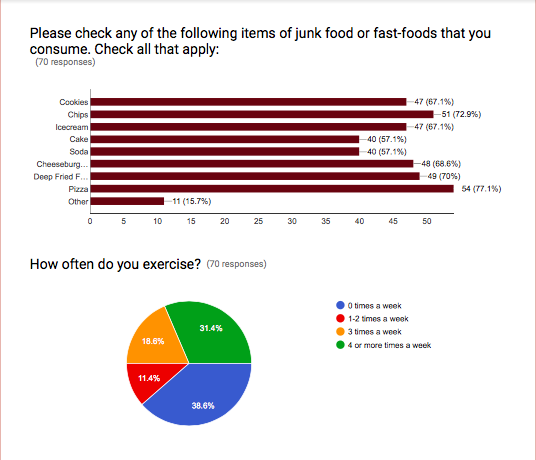 Please check any of the following items of junk food or fast-foods that you
consume. Check all that apply:
(70 responses)
Cookies 47 (67.1%)
Chips 51 (72.9%)
Icecream 47 (67.1%)
Cake 40 (57.1%)
Soda 40 (57.1%)
Cheeseburg... 48 (68.6%)
Deep Fried F... 49 (70%)
Pizza 54 (77.1%)
Other 11 (15.7%)
0 5 10 15 20 25 30 35 40 45 50
How often do you exercise? (70 responses)
0 times a week
1-2 times a week
3 times a week
4 or more times a week
31.4%
18.6%
11.4%
38.6%